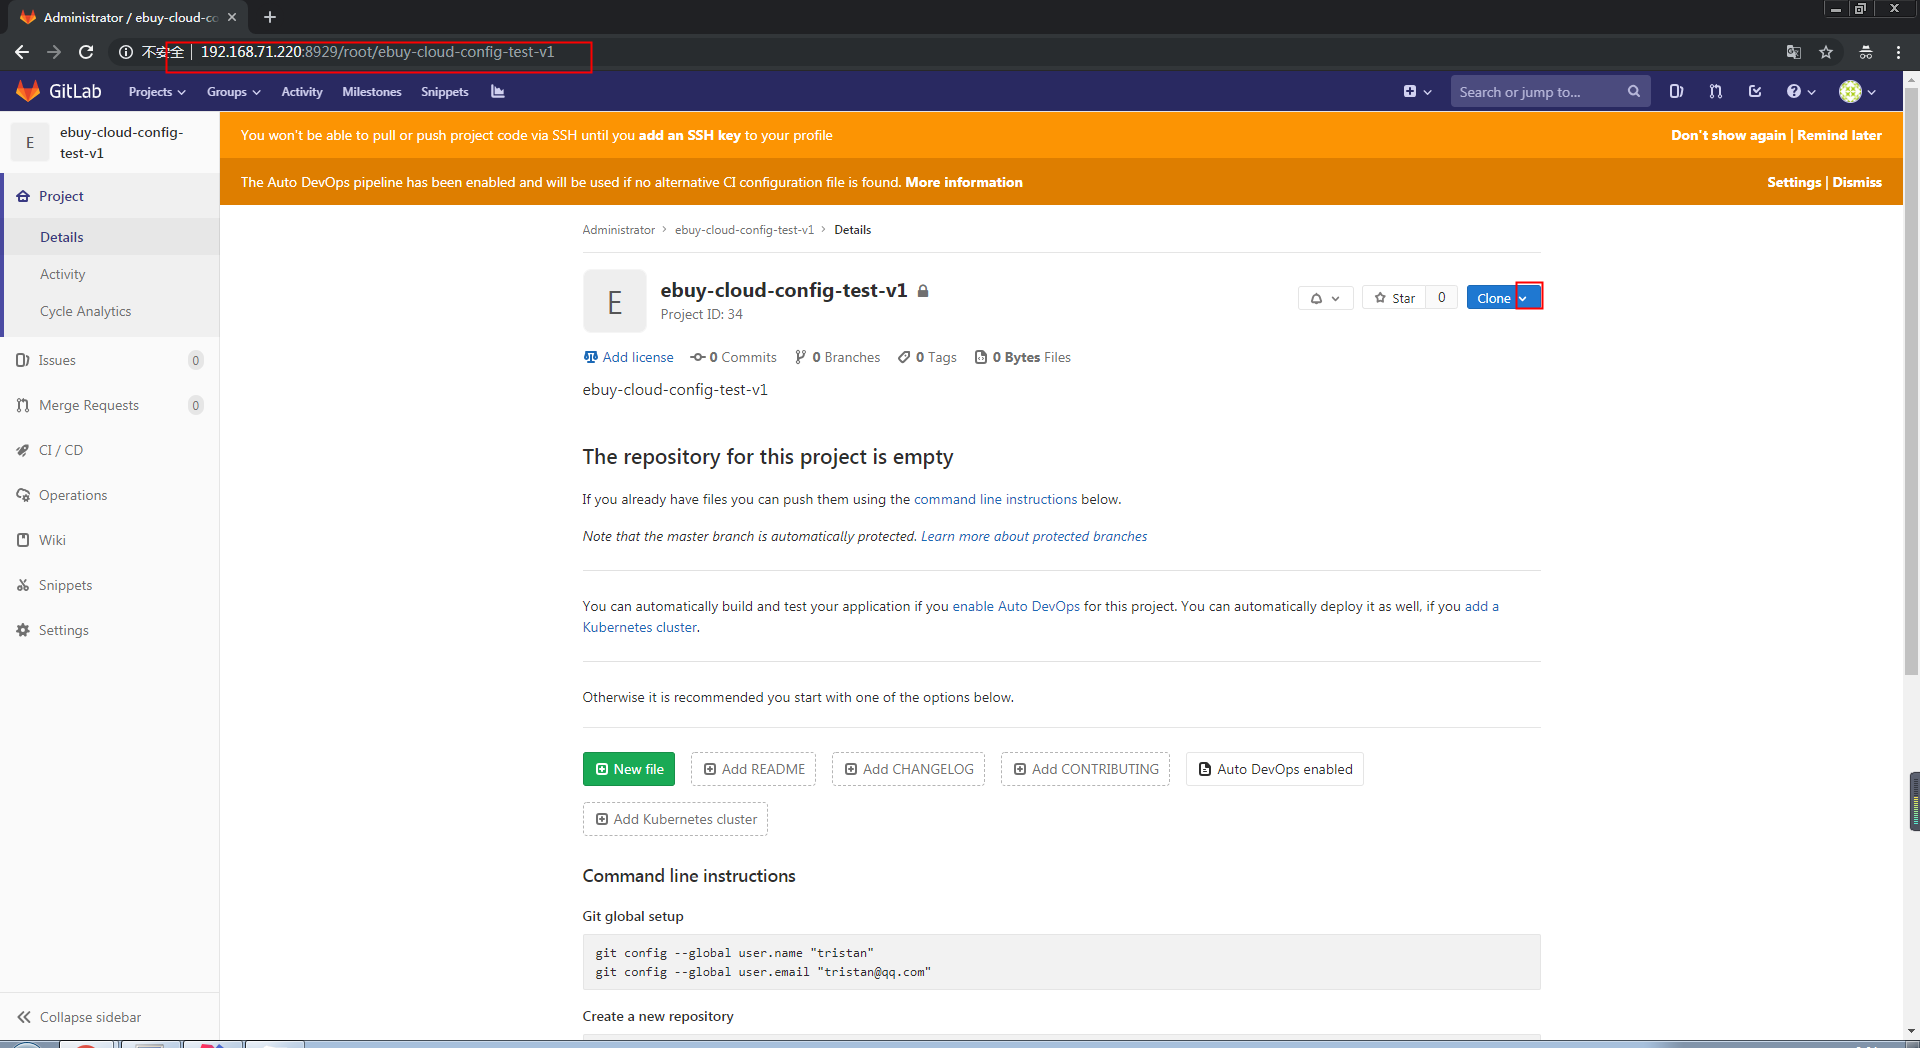 Administrator / ebuy-cloud-co
不安全 192.168.71.220:8929/root/ebuy-cloud-config-test-v1
GitLab Projects Groups Activity Milestones Snippets Search or jump to...
E ebuy-cloud-config-
test-v1
Project
Details
Activity
Cycle Analytics
Issues 0
Merge Requests 0
CI / CD
Operations
Wiki
Snippets
Settings
Collapse sidebar
You won't be able to pull or push project code via SSH until you add an SSH key to your profile Don't show again | Remind later
The Auto DevOps pipeline has been enabled and will be used if no alternative CI configuration file is found. More information Settings | Dismiss
Administrator > ebuy-cloud-config-test-v1 > Details
E
ebuy-cloud-config-test-v1
Project ID: 34
Star 0 Clone
Add license 0 Commits 0 Branches 0 Tags 0 Bytes Files
ebuy-cloud-config-test-v1
The repository for this project is empty
If you already have files you can push them using the command line instructions below.
Note that the master branch is automatically protected. Learn more about protected branches
You can automatically build and test your application if you enable Auto DevOps for this project. You can automatically deploy it as well, if you add a
Kubernetes cluster.
Otherwise it is recommended you start with one of the options below.
New file Add README Add CHANGELOG Add CONTRIBUTING Auto DevOps enabled
Add Kubernetes cluster
Command line instructions
Git global setup
git config --global user.name "tristan"
git config --global user.email "tristan@qq.com"
Create a new repository